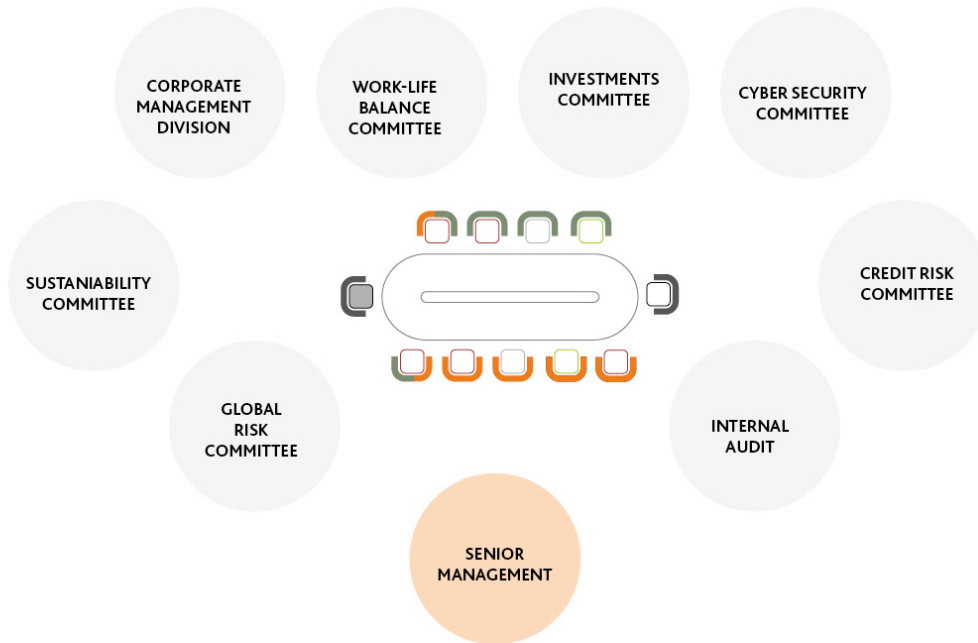 CORPORATE
MANAGEMENT
DIVISION
WORK-LIFE
BALANCE
COMMITTEE
INVESTMENTS
COMMITTEE
CYBER SECURITY
COMMITTEE
SUSTANIABILITY
COMMITTEE
CREDIT RISK
COMMITTEE
GLOBAL
RISK
COMMITTEE
INTERNAL
AUDIT
SENIOR
MANAGEMENT